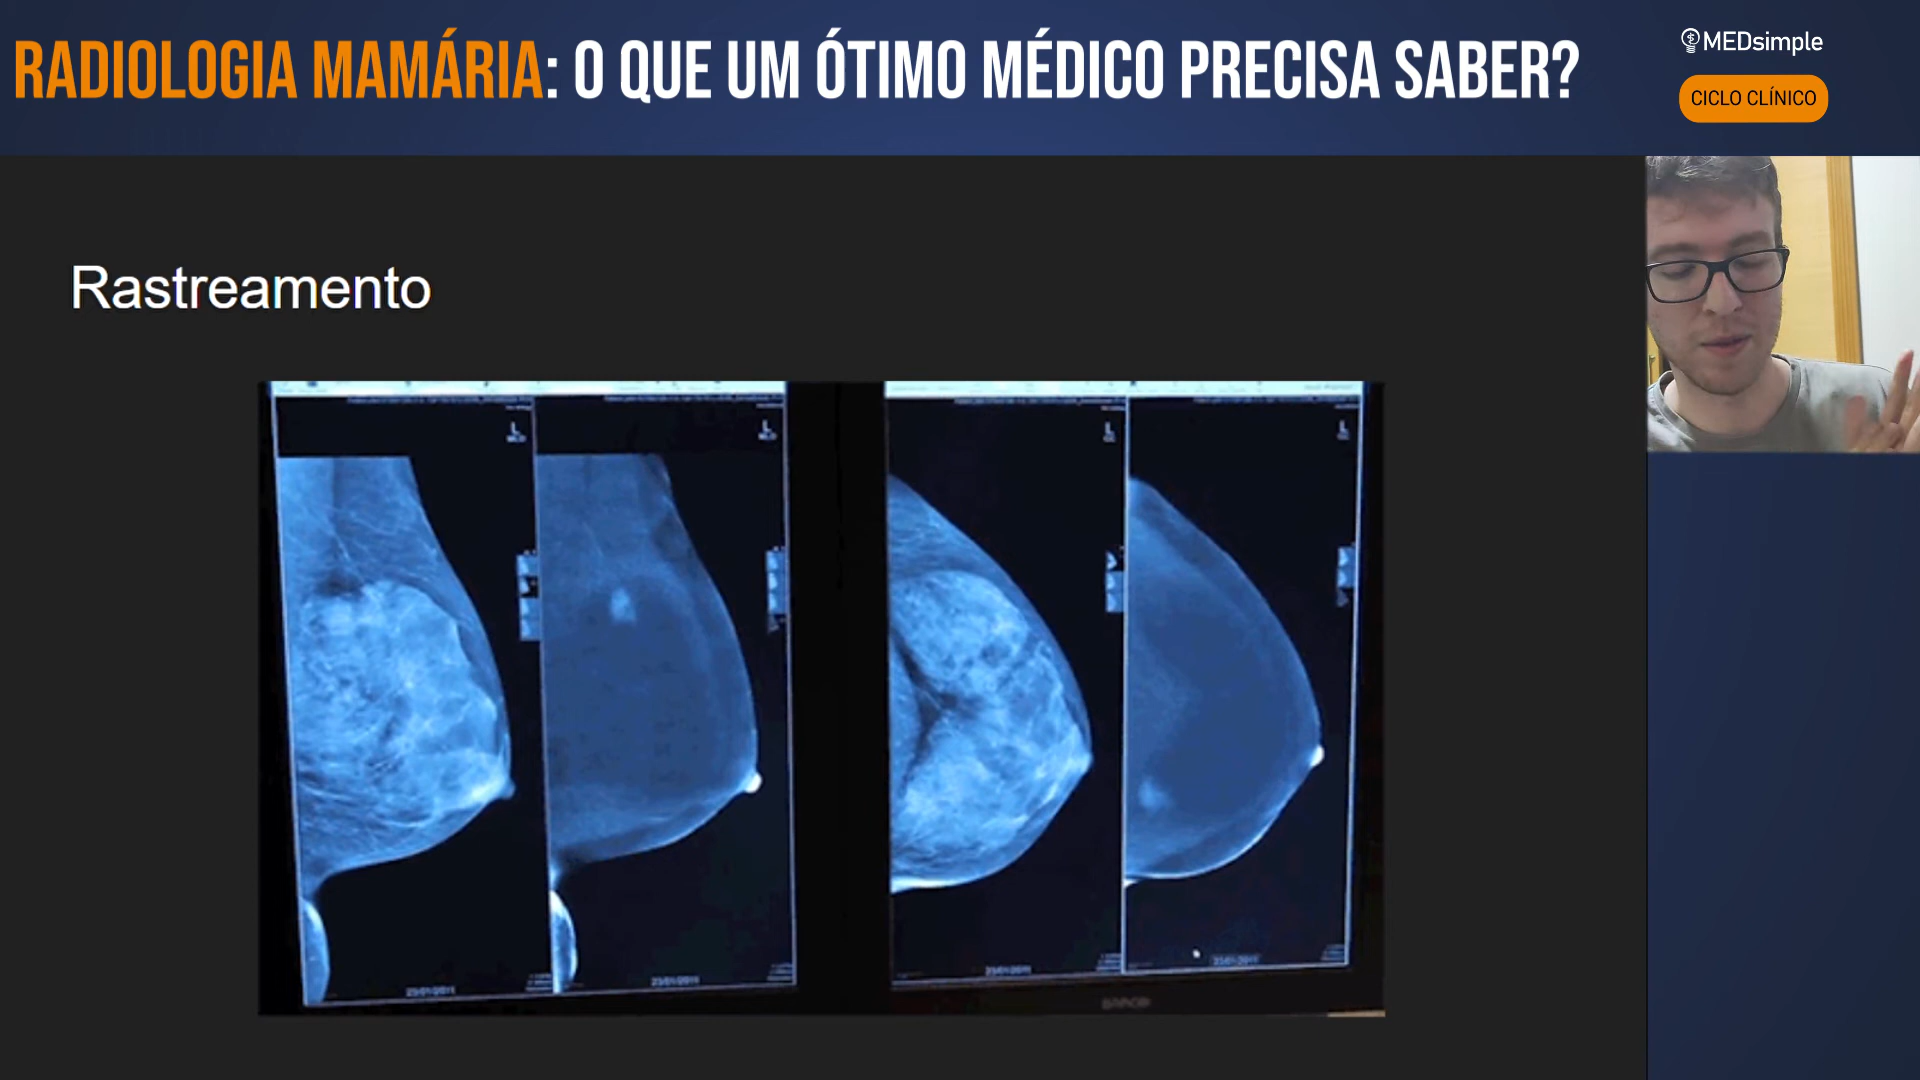 RADIOLOGIA MAMÁRIA: O QUE UM ÓTIMO MÉDICO PRECISA SABER?
MEDsimple
CICLO CLÍNICO
Rastreamento
L
L
L
L